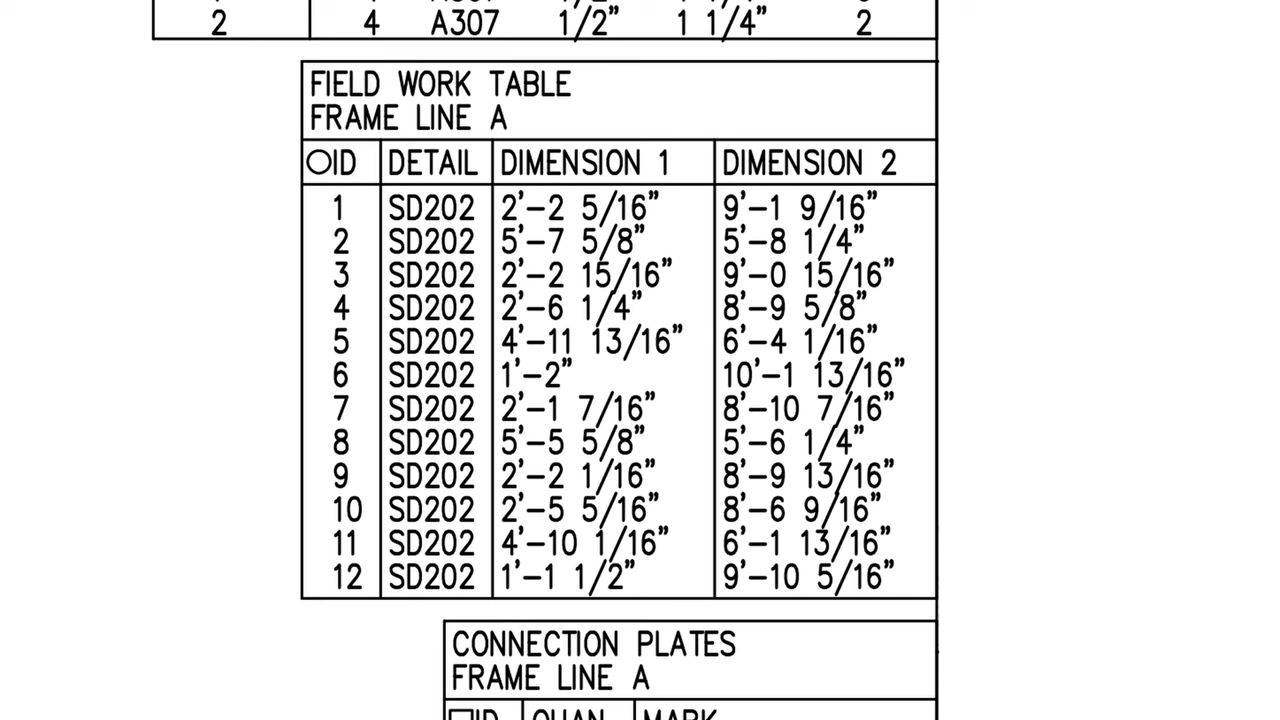 2 4 A307 1/2” 1 1/4” 2
FIELD WORK TABLE
FRAME LINE A
ID DETAIL DIMENSION 1 DIMENSION 2
1 SD202 2’-2 5/16” 9’-1 9/16”
2 SD202 5’-7 5/8” 5’-8 1/4”
3 SD202 2’-2 15/16” 9’-0 15/16”
4 SD202 2’-6 1/4” 8’-9 5/8”
5 SD202 4’-11 13/16” 6’-4 1/16”
6 SD202 1’-2” 10’-1 13/16”
7 SD202 2’-1 7/16” 8’-10 7/16”
8 SD202 5’-5 5/8” 5’-6 1/4”
9 SD202 2’-2 1/16” 8’-9 13/16”
10 SD202 2’-5 5/16” 8’-6 9/16”
11 SD202 4’-10 1/16” 6’-1 13/16”
12 SD202 1’-1 1/2” 9’-10 5/16”
CONNECTION PLATES
FRAME LINE A
ID QUAN MARK